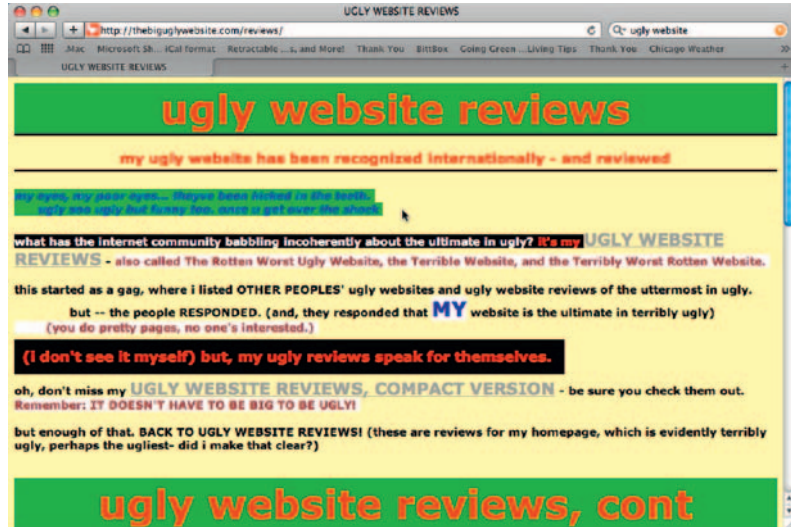 UGLY WEBSITE REVIEWS
http://thebiguglywebsite.com/reviews/
ugly website
.Mac Microsoft Sh... iCal format Retractable ...s, and More! Thank You BittBox Going Green ...Living Tips Thank You Chicago Weather
UGLY WEBSITE REVIEWS
ugly website reviews
my ugly website has been recognized internationally - and reviewed
my eyes, my poor eyes... theyve been kicked in the teeth.
ugly soo ugly but funny too. once u get over the shock
what has the internet community babbling incoherently about the ultimate in ugly? it's my UGLY WEBSITE
REVIEWS - also called The Rotten Worst Ugly Website, the Terrible Website, and the Terribly Worst Rotten Website.
this started as a gag, where i listed OTHER PEOPLES' ugly websites and ugly website reviews of the uttermost in ugly.
but -- the people RESPONDED. (and, they responded that MY website is the ultimate in terribly ugly)
(you do pretty pages, no one's interested.)
(i don't see it myself) but, my ugly reviews speak for themselves.
oh, don't miss my UGLY WEBSITE REVIEWS, COMPACT VERSION - be sure you check them out.
Remember: IT DOESN'T HAVE TO BE BIG TO BE UGLY!
but enough of that. BACK TO UGLY WEBSITE REVIEWS! (these are reviews for my homepage, which is evidently terribly
ugly, perhaps the ugliest- did i make that clear?)
ugly website reviews, cont